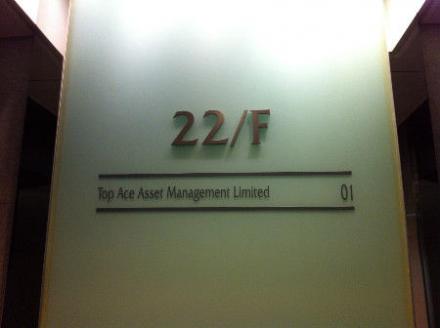 22/F
Top Ace Asset Management Limited 01